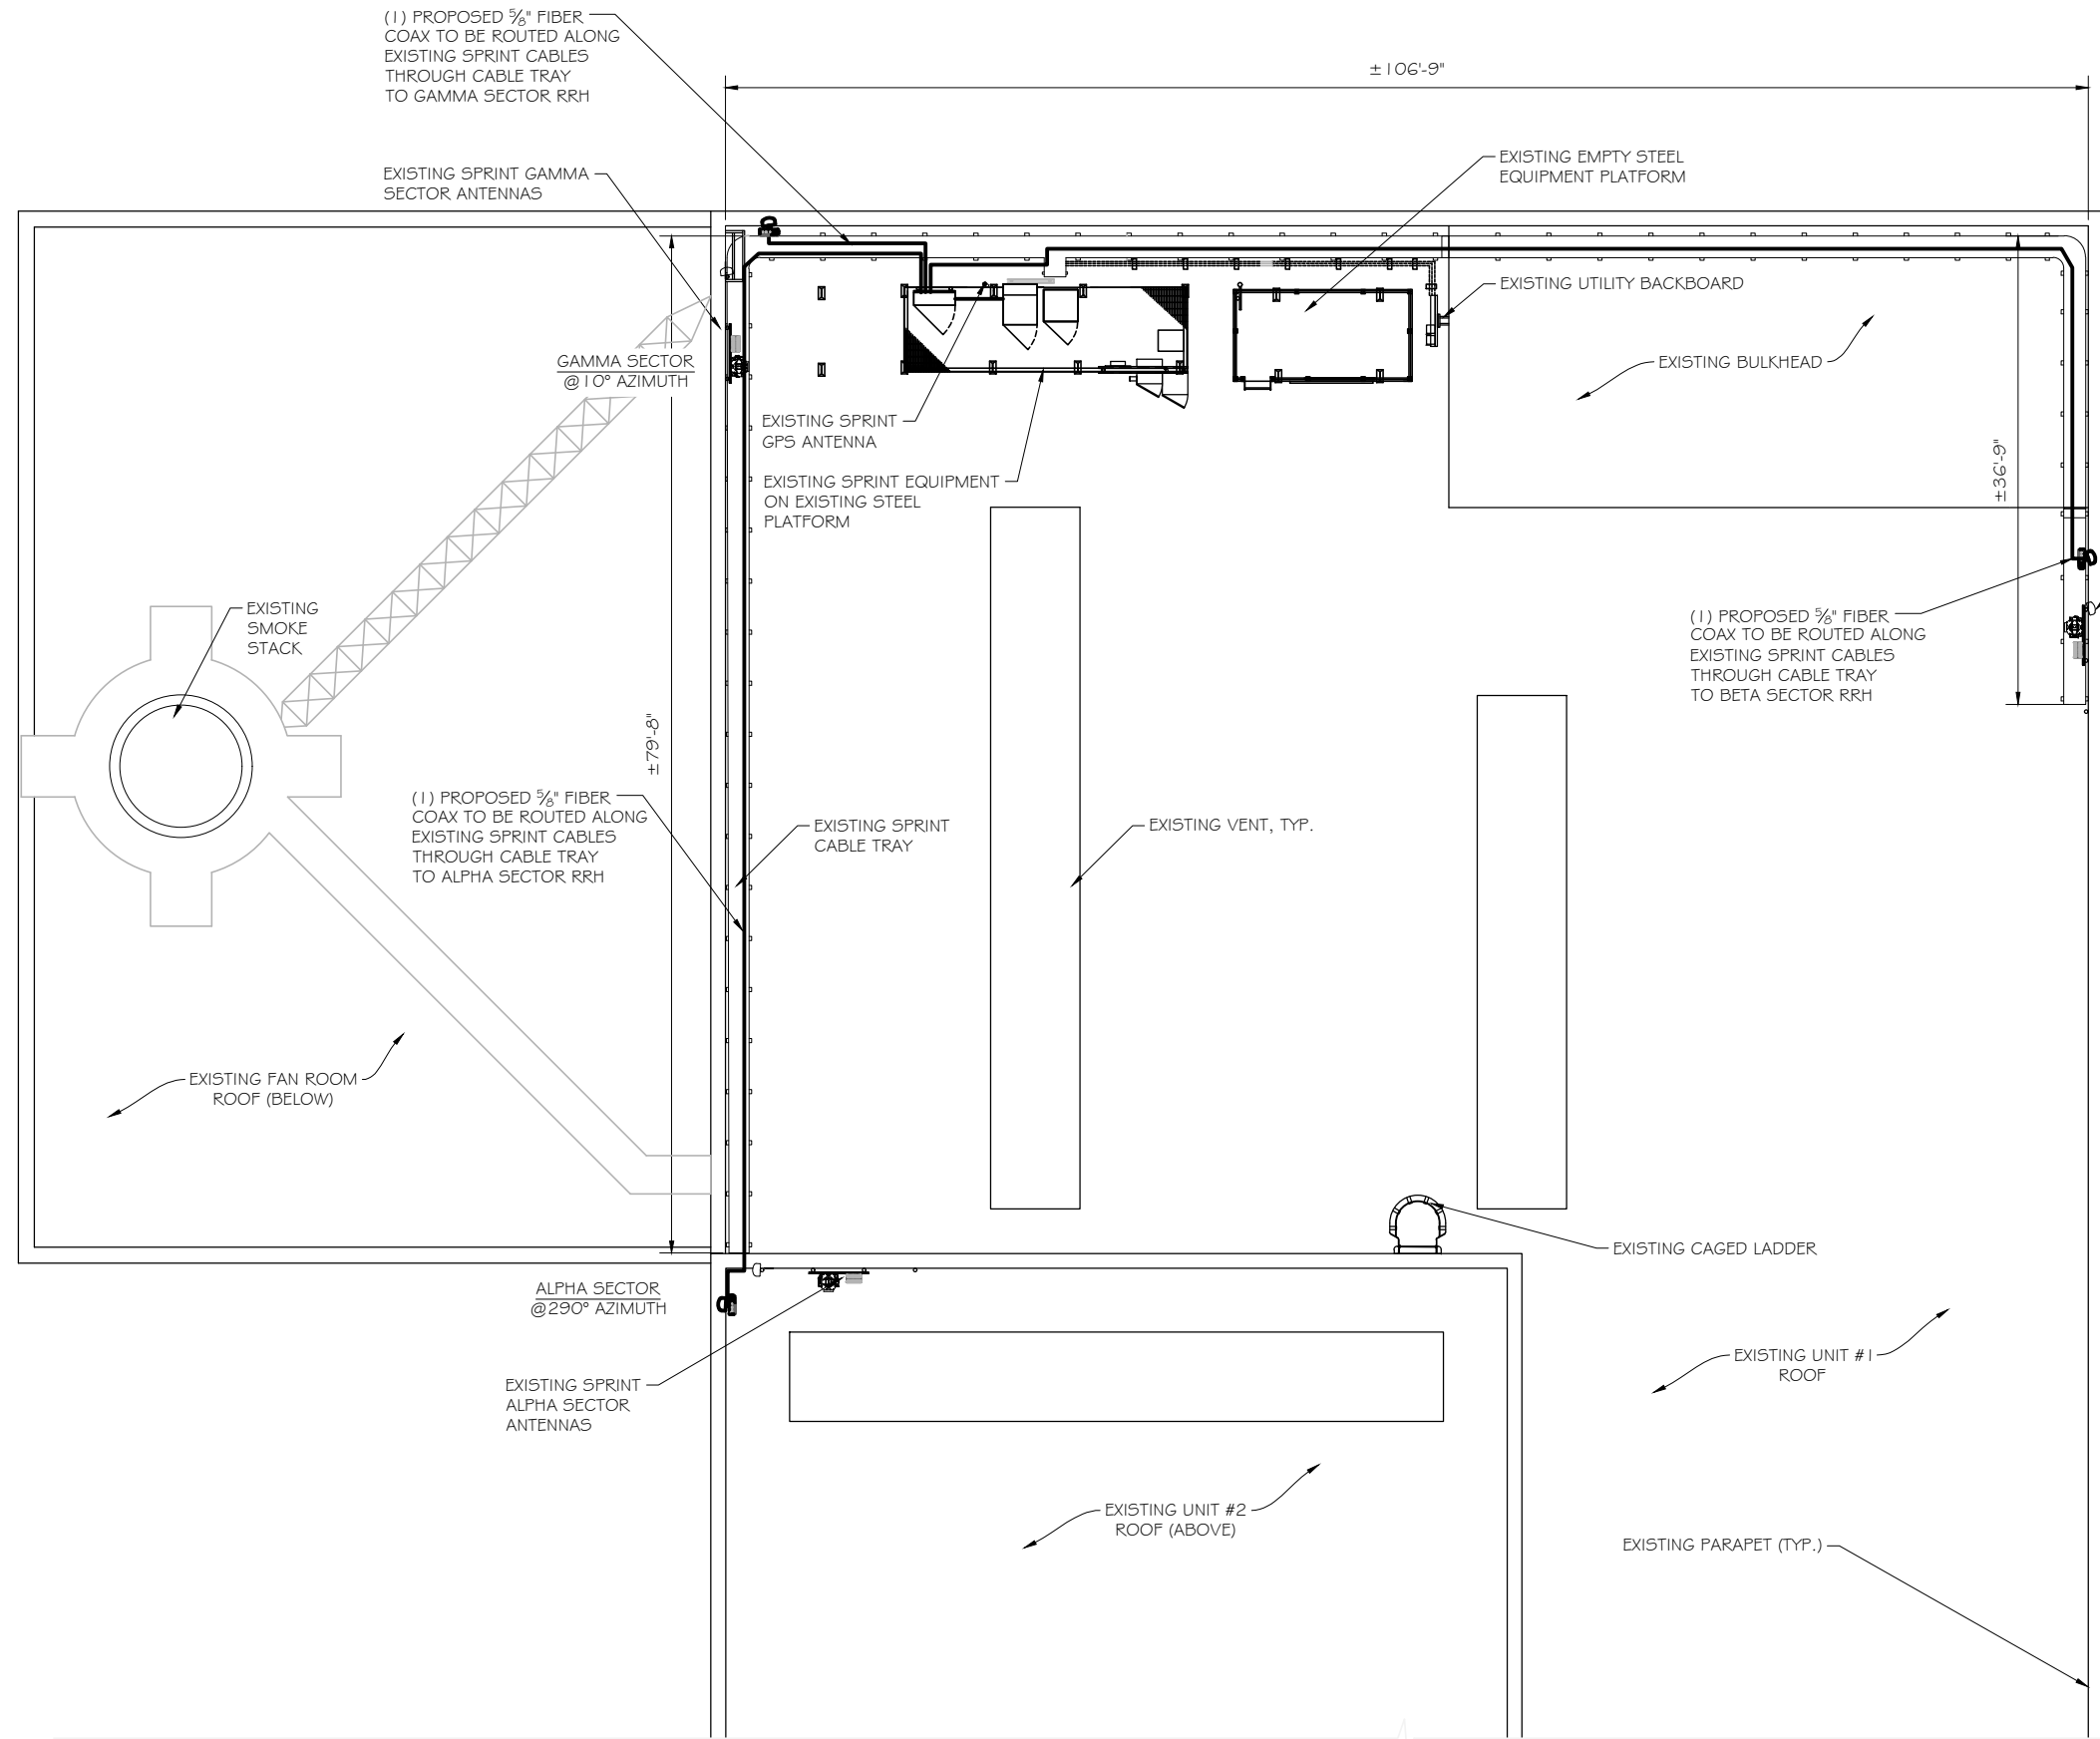 (1) PROPOSED ⅝" FIBER
COAX TO BE ROUTED ALONG
EXISTING SPRINT CABLES
THROUGH CABLE TRAY
TO GAMMA SECTOR RRH
±106'-9"
EXISTING SPRINT GAMMA
SECTOR ANTENNAS
EXISTING EMPTY STEEL
EQUIPMENT PLATFORM
EXISTING UTILITY BACKBOARD
GAMMA SECTOR
@10° AZIMUTH
EXISTING BULKHEAD
EXISTING SPRINT
GPS ANTENNA
±36'-9"
EXISTING SPRINT EQUIPMENT
ON EXISTING STEEL
PLATFORM
EXISTING
SMOKE
STACK
(1) PROPOSED ⅝" FIBER
COAX TO BE ROUTED ALONG
EXISTING SPRINT CABLES
THROUGH CABLE TRAY
TO BETA SECTOR RRH
±79'-8"
(1) PROPOSED ⅝" FIBER
COAX TO BE ROUTED ALONG
EXISTING SPRINT CABLES
THROUGH CABLE TRAY
TO ALPHA SECTOR RRH
EXISTING SPRINT
CABLE TRAY
EXISTING VENT, TYP.
EXISTING FAN ROOM
ROOF (BELOW)
EXISTING CAGED LADDER
ALPHA SECTOR
@290° AZIMUTH
EXISTING UNIT #1
ROOF
EXISTING SPRINT
ALPHA SECTOR
ANTENNAS
EXISTING UNIT #2
ROOF (ABOVE)
EXISTING PARAPET (TYP.)